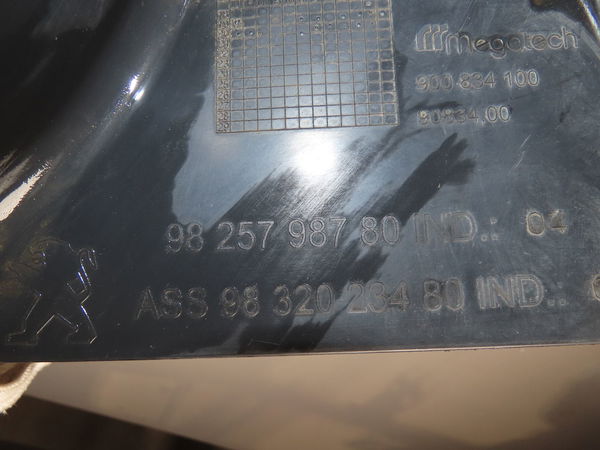 megatech
900 834 100
90834,00
98 257 987 80 IND.: 04
ASS 98 320 234 80 IND.: